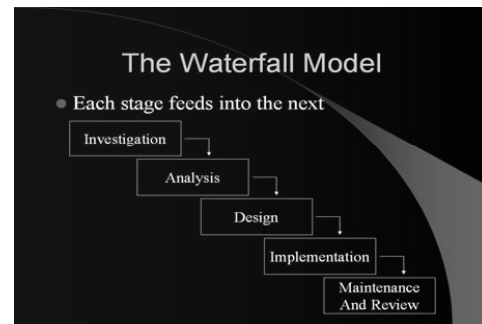 The Waterfall Model
Each stage feeds into the next
Investigation
Analysis
Design
Implementation
Maintenance
And Review